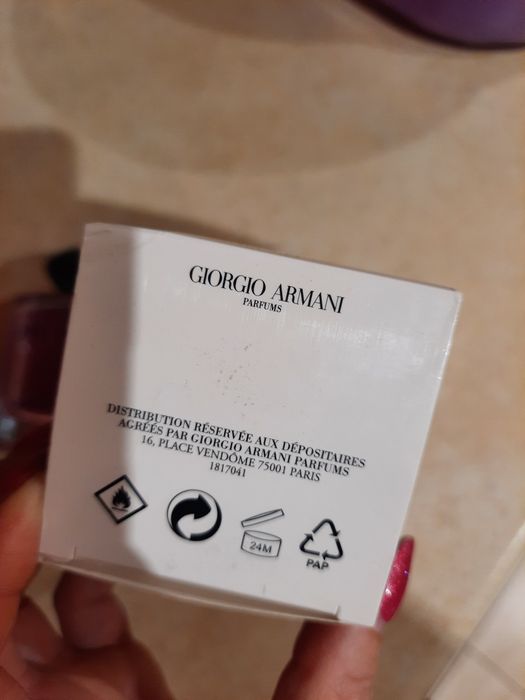 GIORGIO ARMANI
PARFUMS
DISTRIBUTION RÉSERVÉE AUX DÉPOSITAIRES
AGRÉÉS PAR GIORGIO ARMANI PARFUMS
16, PLACE VENDÔME 75001 PARIS
1817041
24M
PAP